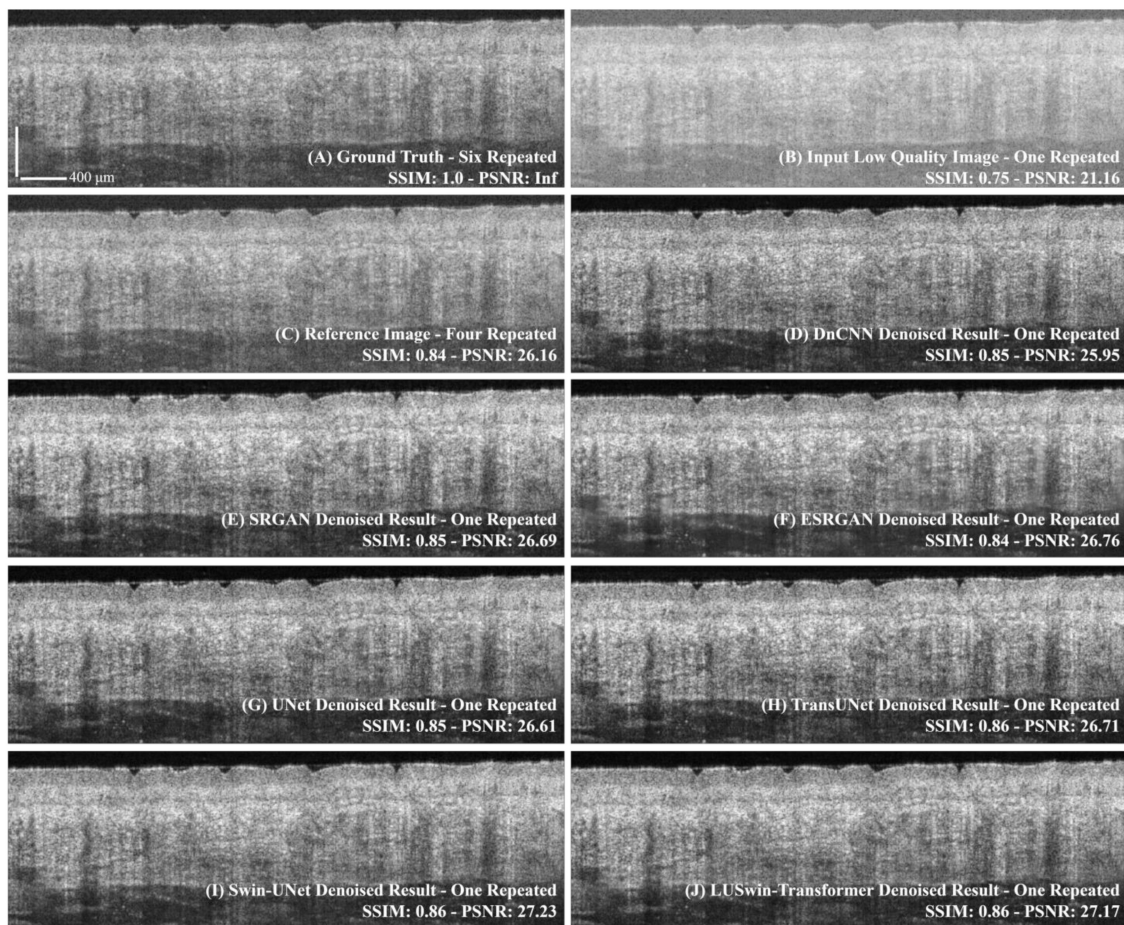 (A) Ground Truth - Six Repeated
SSIM: 1.0 - PSNR: Inf
400 μm
(B) Input Low Quality Image - One Repeated
SSIM: 0.75 - PSNR: 21.16
(C) Reference Image - Four Repeated
SSIM: 0.84 - PSNR: 26.16
(D) DnCNN Denoised Result - One Repeated
SSIM: 0.85 - PSNR: 25.95
(E) SRGAN Denoised Result - One Repeated
SSIM: 0.85 - PSNR: 26.69
(F) ESRGAN Denoised Result - One Repeated
SSIM: 0.84 - PSNR: 26.76
(G) UNet Denoised Result - One Repeated
SSIM: 0.85 - PSNR: 26.61
(H) TransUNet Denoised Result - One Repeated
SSIM: 0.86 - PSNR: 26.71
(I) Swin-UNet Denoised Result - One Repeated
SSIM: 0.86 - PSNR: 27.23
(J) LUSwin-Transformer Denoised Result - One Repeated
SSIM: 0.86 - PSNR: 27.17